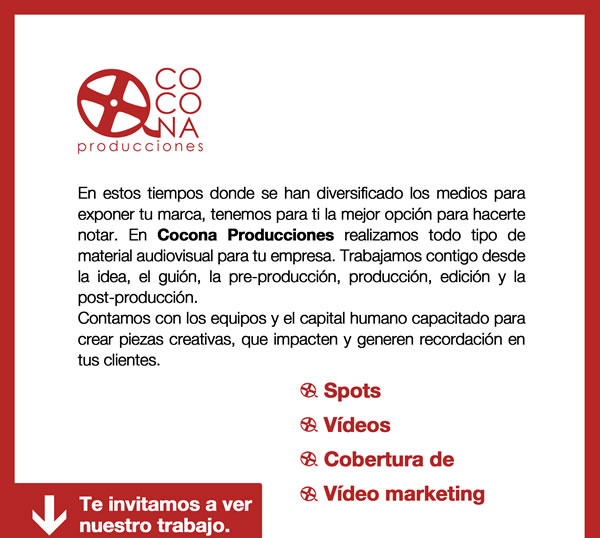 CO
CO
NA
producciones
En estos tiempos donde se han diversificado los medios para
exponer tu marca, tenemos para ti la mejor opción para hacerte
notar. En Cocona Producciones realizamos todo tipo de
material audiovisual para tu empresa. Trabajamos contigo desde
la idea, el guión, la pre-producción, producción, edición y la
post-producción.
Contamos con los equipos y el capital humano capacitado para
crear piezas creativas, que impacten y generen recordación en
tus clientes.
Spots
Vídeos
Cobertura de
Vídeo marketing
Te invitamos a ver
nuestro trabajo.